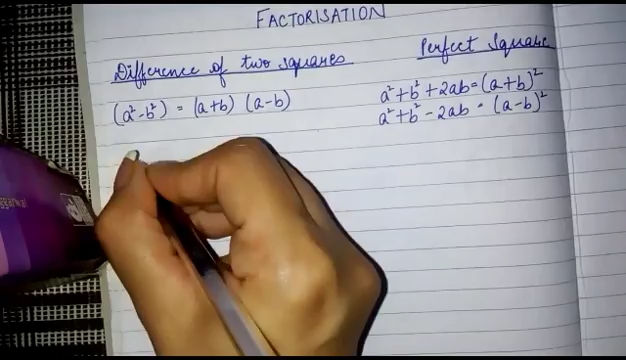 FACTORISATION
Difference of two squares
(a²-b²) = (a+b) (a-b)
Perfect Square
a²+b²+2ab=(a+b)²
a²+b²-2ab=(a-b)²